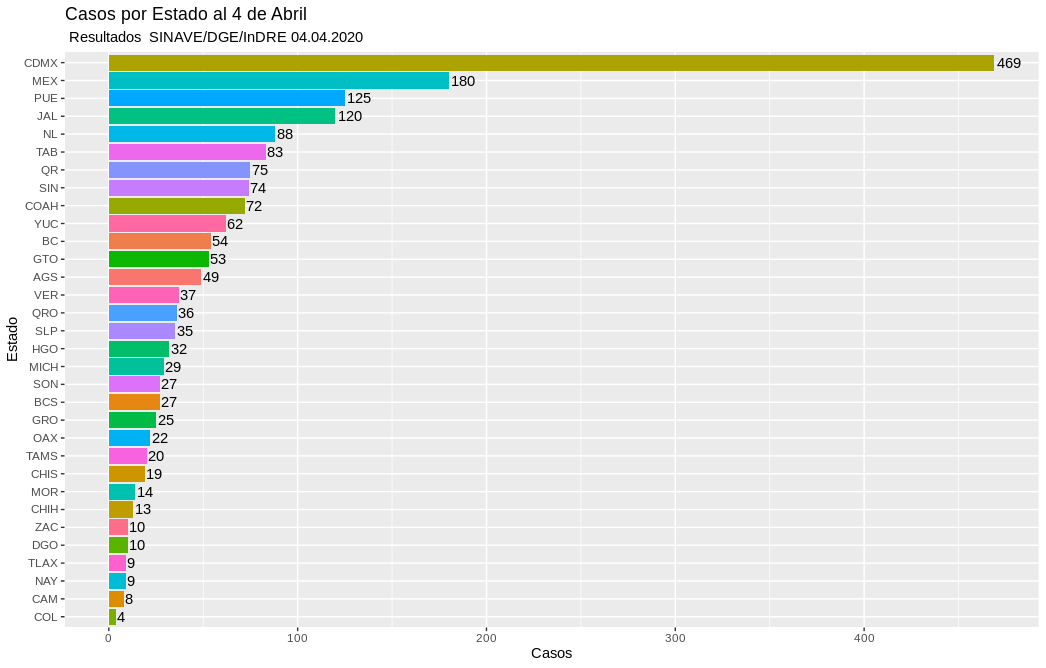 Casos por Estado al 4 de Abril
Resultados  SINAVE/DGE/InDRE 04.04.2020
CDMX 469
MEX 180
PUE 125
JAL 120
NL 88
TAB 83
QR 75
SIN 74
COAH 72
YUC 62
BC 54
GTO 53
AGS 49
VER 37
QRO 36
SLP 35
HGO 32
MICH 29
SON 27
BCS 27
GRO 25
OAX 22
TAMS 20
CHIS 19
MOR 14
CHIH 13
ZAC 10
DGO 10
TLAX 9
NAY 9
CAM 8
COL 4
Estado
0 100 200 300 400
Casos